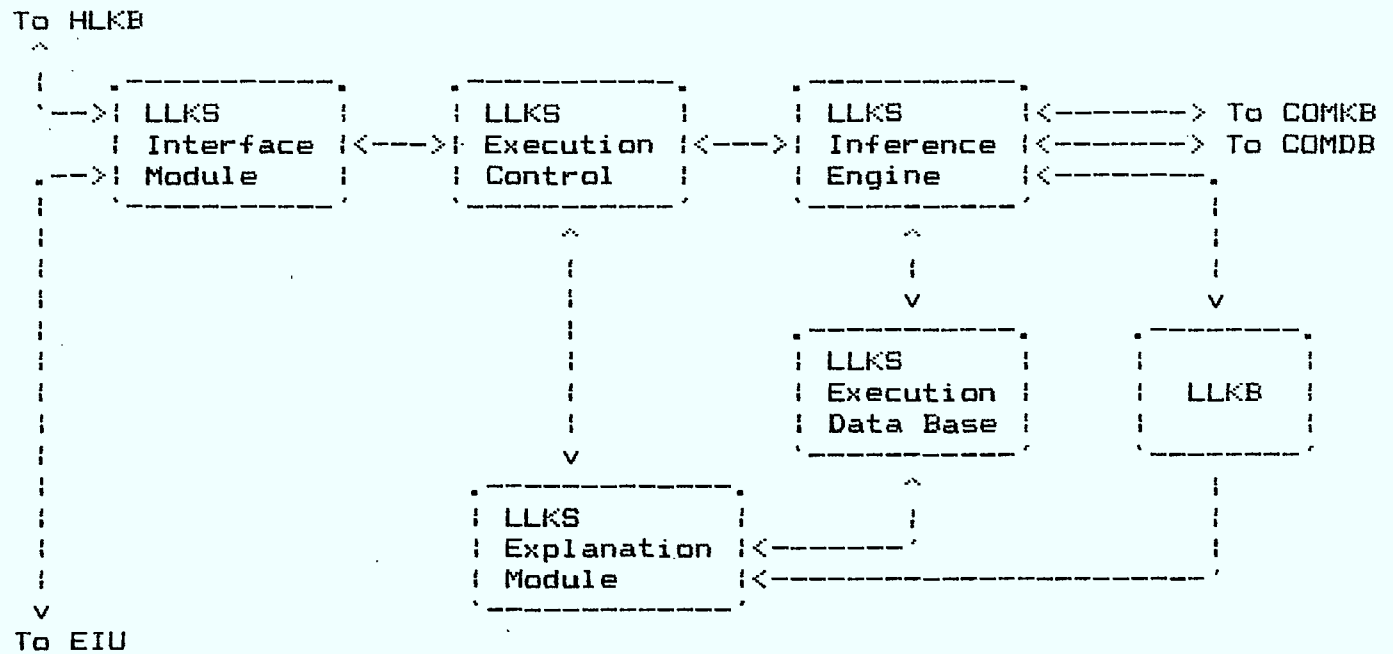 To HLKB
LLKS
Interface
Module
LLKS
Execution
Control
LLKS
Inference
Engine
To COMKB
To COMDB
LLKS
Execution
Data Base
LLKB
LLKS
Explanation
Module
To EIU